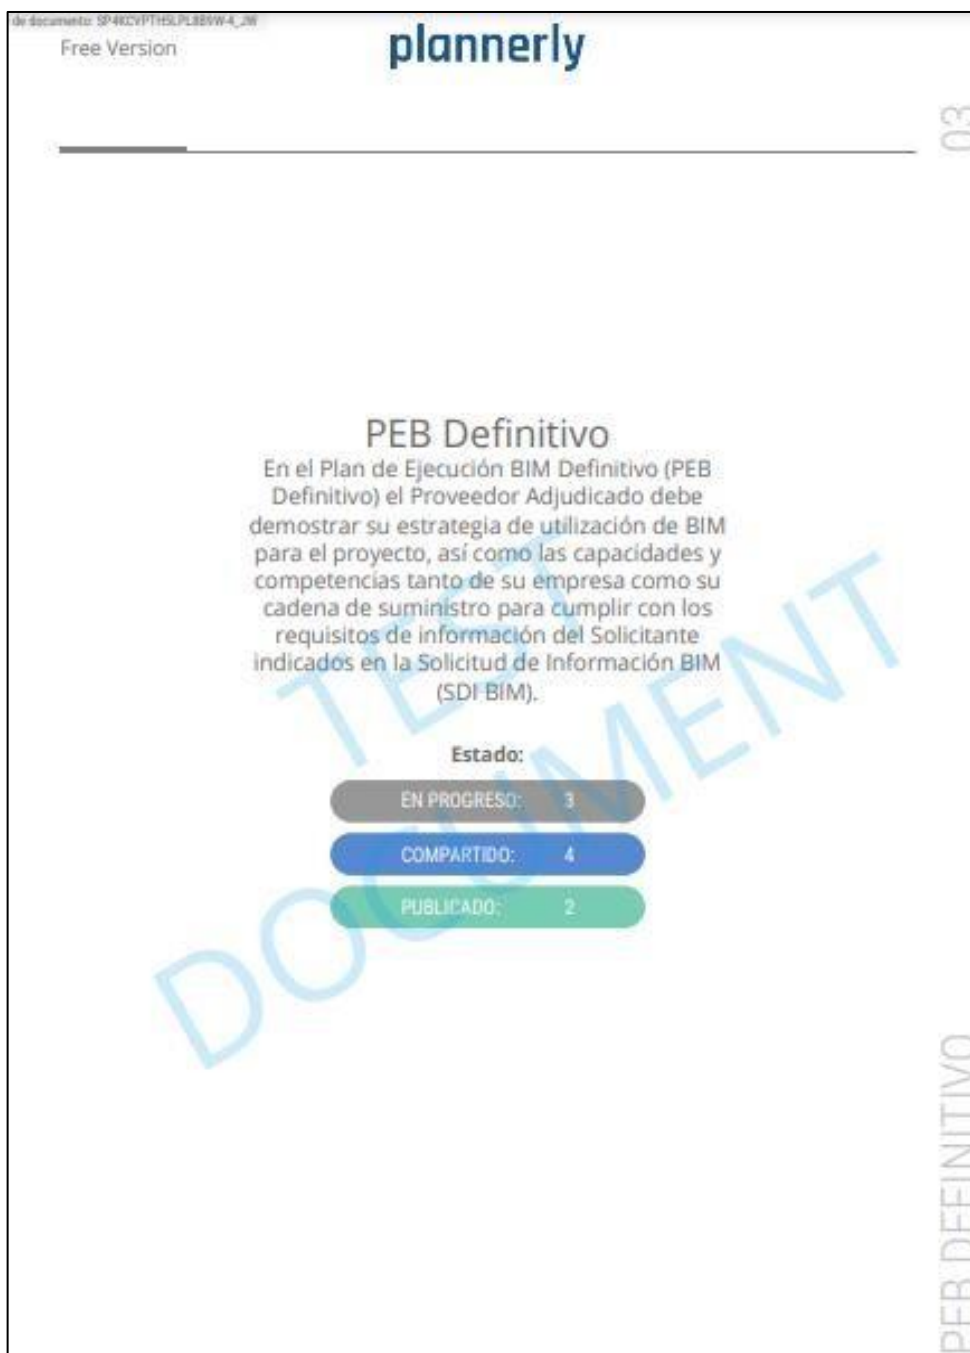 de documento:
Free Version
plannerly
03
PEB Definitivo
En el Plan de Ejecución BIM Definitivo (PEB
Definitivo) el Proveedor Adjudicado debe
demostrar su estrategia de utilización de BIM
para el proyecto, así como las capacidades y
competencias tanto de su empresa como su
cadena de suministro para cumplir con los
requisitos de información del Solicitante
indicados en la Solicitud de Información BIM
(SDI BIM).
Estado:
EN PROGRESO: 3
COMPARTIDO: 4
PUBLICADO: 2
TEST
DOCUMENT
PEB DEFINITIVO